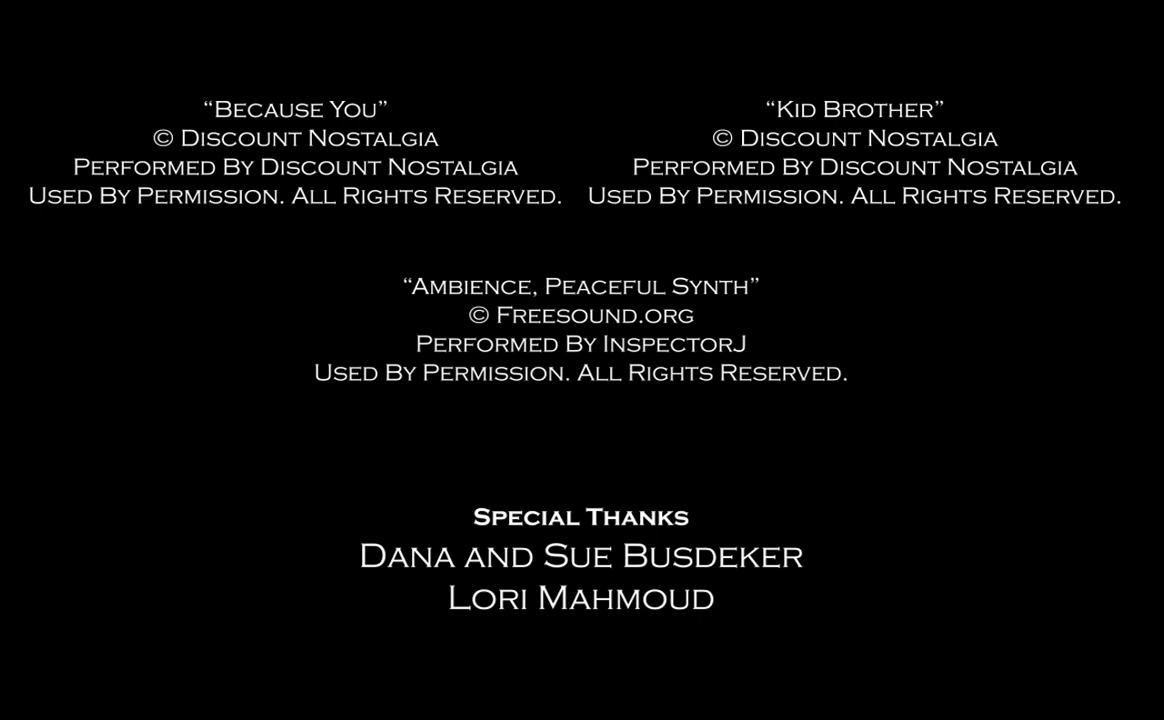 “Because You”
© Discount Nostalgia
Performed By Discount Nostalgia
Used By Permission. All Rights Reserved.
“Kid Brother”
© Discount Nostalgia
Performed By Discount Nostalgia
Used By Permission. All Rights Reserved.
“Ambience, Peaceful Synth”
© Freesound.org
Performed By InspectorJ
Used By Permission. All Rights Reserved.
Special Thanks
Dana and Sue Busdeker
Lori Mahmoud